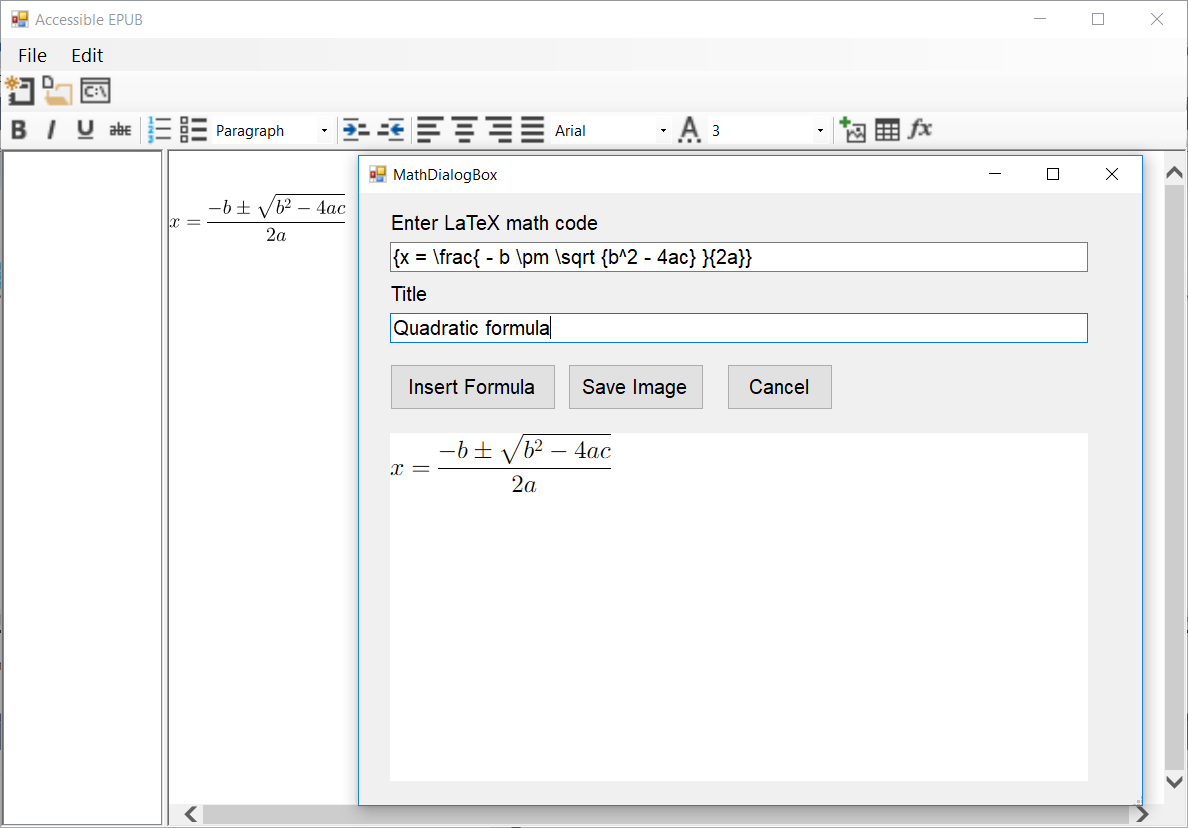 Accessible EPUB
File Edit
C:\
B I U abc Paragraph Arial A 3 fx
MathDialogBox
x = \frac{-b \pm \sqrt{b^2 - 4ac}}{2a}
Enter LaTeX math code
{x = \frac{ - b \pm \sqrt {b^2 - 4ac} }{2a}}
Title
Quadratic formula
Insert Formula Save Image Cancel
x = \frac{-b \pm \sqrt{b^2 - 4ac}}{2a}